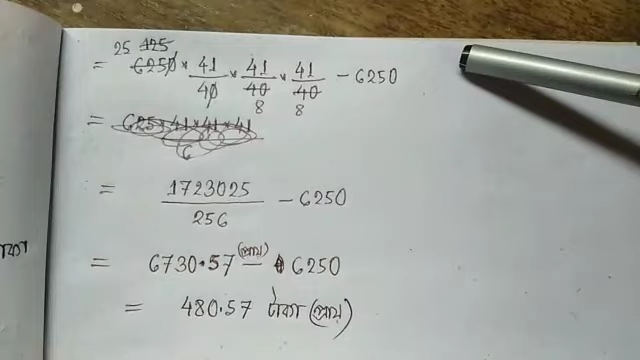 25 125
= 6250 × 41/40 × 41/40 × 41/40 - 6250
8 8
= 625×41×41×41
6
= 1723025/256 - 6250
= 6730.57 (প্রায়) - 6250
= 480.57 টাকা (প্রায়)